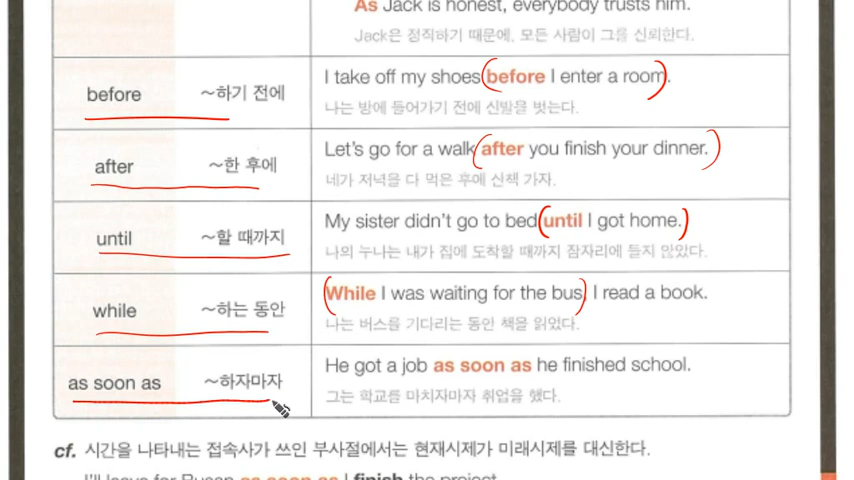 As Jack is honest, everybody trusts him.
Jack은 정직하기 때문에, 모든 사람이 그를 신뢰한다.
before ~하기 전에 I take off my shoes before I enter a room.
나는 방에 들어가기 전에 신발을 벗는다.
after ~한 후에 Let's go for a walk after you finish your dinner.
네가 저녁을 다 먹은 후에 산책 가자.
until ~할 때까지 My sister didn't go to bed until I got home.
나의 누나는 내가 집에 도착할 때까지 잠자리에 들지 않았다.
while ~하는 동안 While I was waiting for the bus, I read a book.
나는 버스를 기다리는 동안 책을 읽었다.
as soon as ~하자마자 He got a job as soon as he finished school.
그는 학교를 마치자마자 취업을 했다.
cf. 시간을 나타내는 접속사가 쓰인 부사절에서는 현재시제가 미래시제를 대신한다.
I'll leave for Busan as soon as I finish the project.